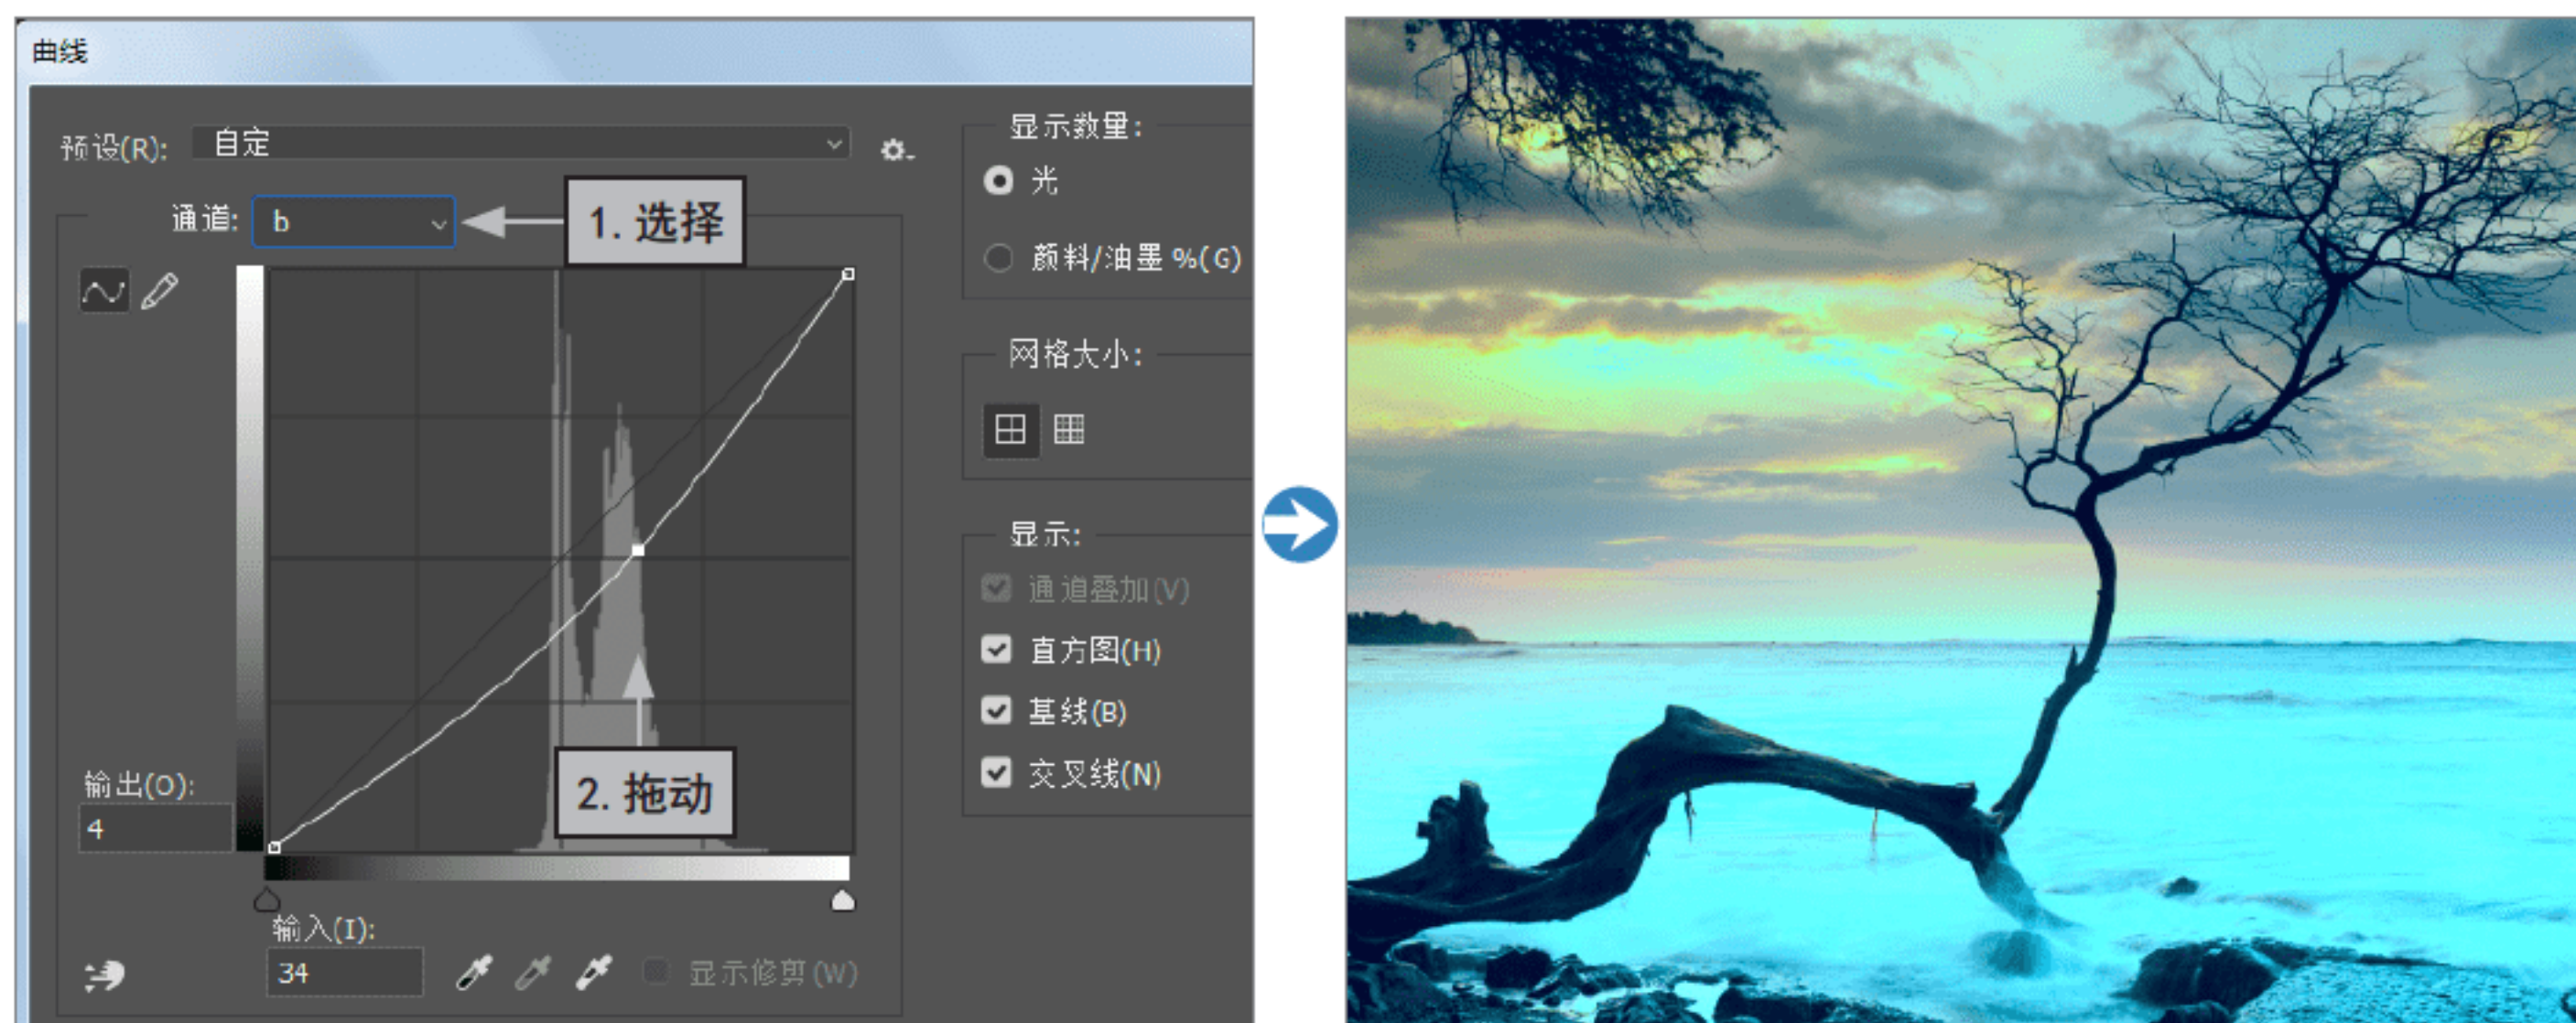 曲线
预设(R): 自定
通道: b
1. 选择
2. 拖动
输出(O):
4
输入(I):
34
显示修剪(W)
显示数量:
光
颜料/油墨 %(G)
网格大小:
显示:
通道叠加(V)
直方图(H)
基线(B)
交叉线(N)